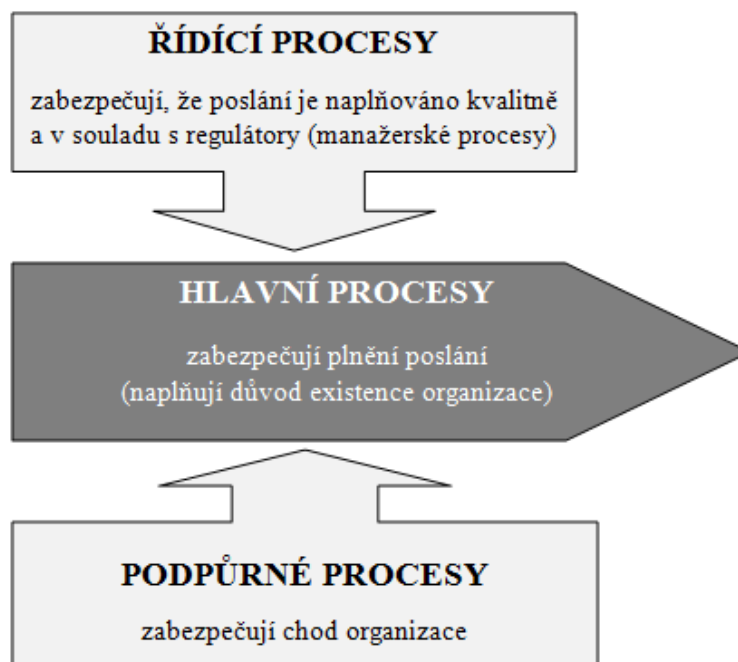 ŘÍDÍCÍ PROCESY
zabezpečují, že poslání je naplňováno kvalitně
a v souladu s regulátory (manažerské procesy)
HLAVNÍ PROCESY
zabezpečují plnění poslání
(naplňují důvod existence organizace)
PODPŮRNÉ PROCESY
zabezpečují chod organizace